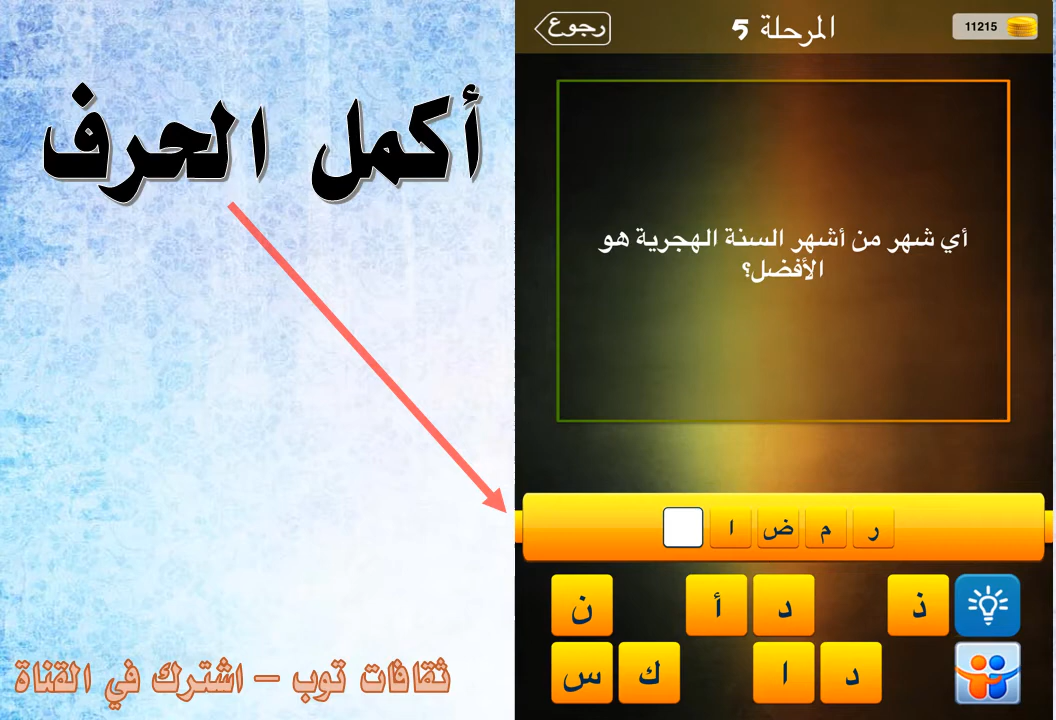 أكمل الحرف
ثقافات توب – اشترك في القناة
رجوع
المرحلة 5
11215
أي شهر من أشهر السنة الهجرية هو
الأفضل؟
ر م ض ا
ذ د أ ن
د ا ك س